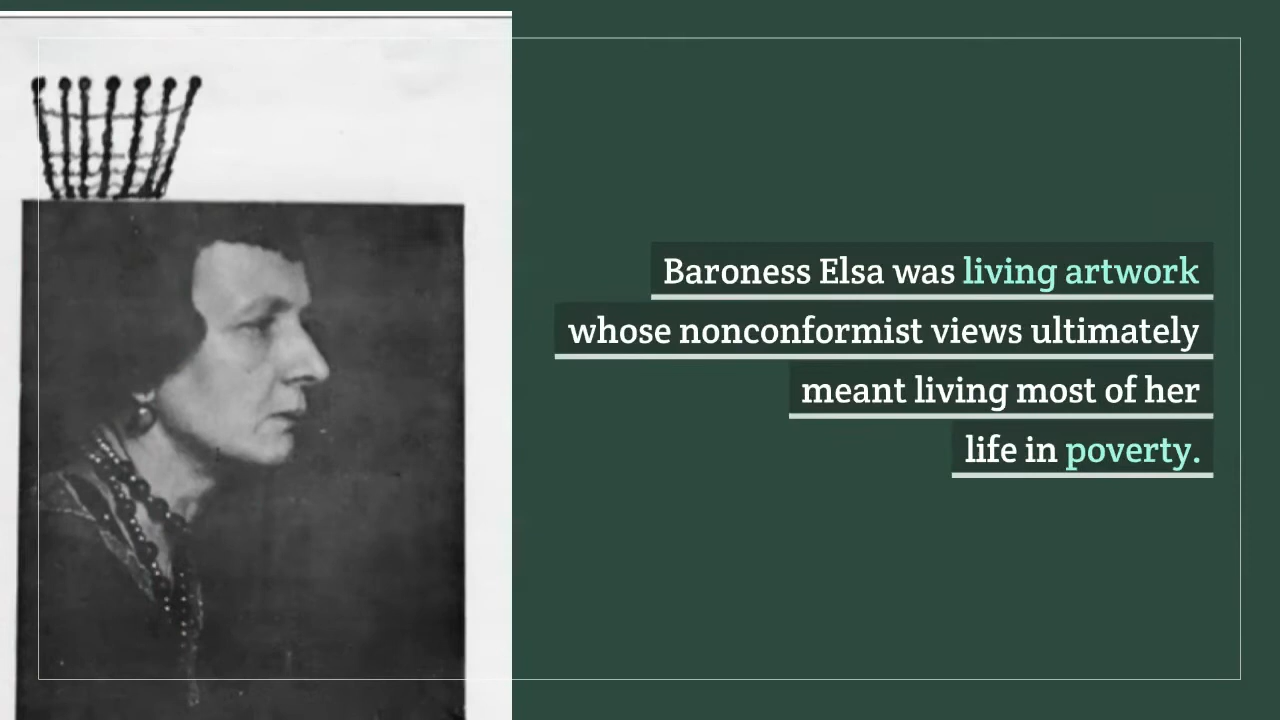 Baroness Elsa was living artwork
whose nonconformist views ultimately
meant living most of her
life in poverty.